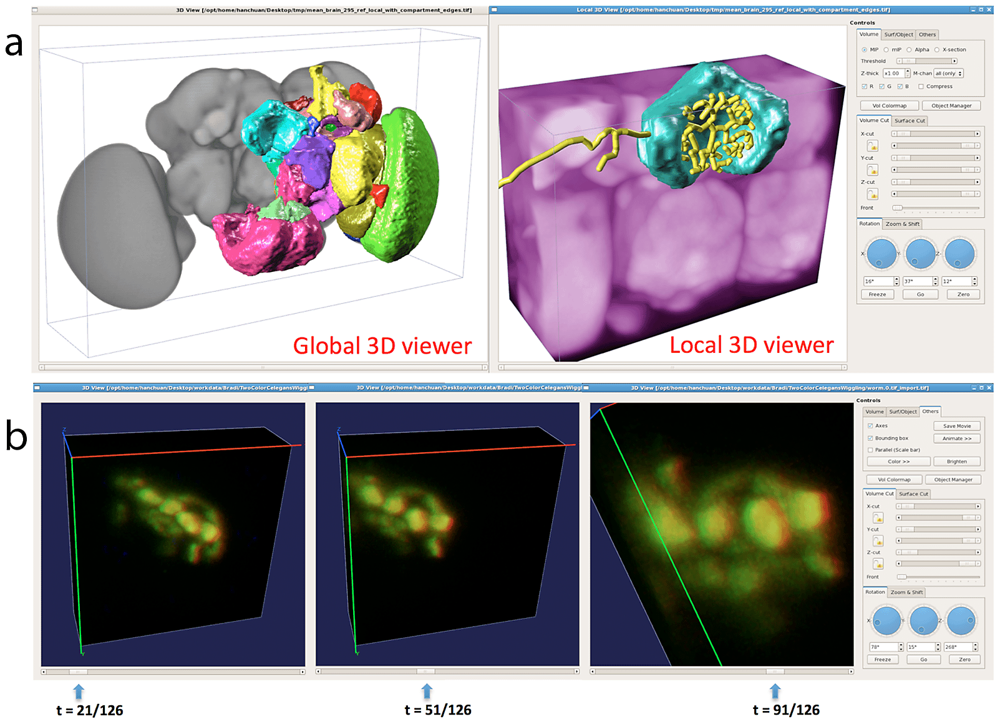 a
3D View [/opt/home/hanchuan/Desktop/tmp/mean_brain_295_ref_local_with_compartment_edges.tif]
Local 3D View [/opt/home/hanchuan/Desktop/tmp/mean_brain_295_ref_local_with_compartment_edges.tif]
Controls
Volume Surf/Object Others
MIP mIP Alpha X-section
Threshold
Z-thick x1.00 M-chan all (only
R G B Compress
Vol Colormap Object Manager
Volume Cut Surface Cut
X-cut
Y-cut
Z-cut
Front
Rotation Zoom & Shift
X- Y- Z-
16° 37° 12°
Freeze Go Zero
Global 3D viewer
Local 3D viewer
b
3D View [/opt/home/hanchuan/Desktop/workdata/Bradi/TwoColorCelegansWiggl
3D View [/opt/home/hanchuan/Desktop/workdata/Bradi/TwoColorCelegansWiggl
3D View [/opt/home/hanchuan/Desktop/workdata/Bradi/TwoColorCelegansWiggling/worm.0.tif_import.tif]
Z
Y
Z
Y
Controls
Volume Surf/Object Others
Axes Save Movie
Bounding box Animate >>
Parallel (Scale bar)
Color >> Brighten
Vol Colormap Object Manager
Volume Cut Surface Cut
X-cut
Y-cut
Z-cut
Front
Rotation Zoom & Shift
X- Y- Z-
78° 15° 268°
Freeze Go Zero
t = 21/126
t = 51/126
t = 91/126